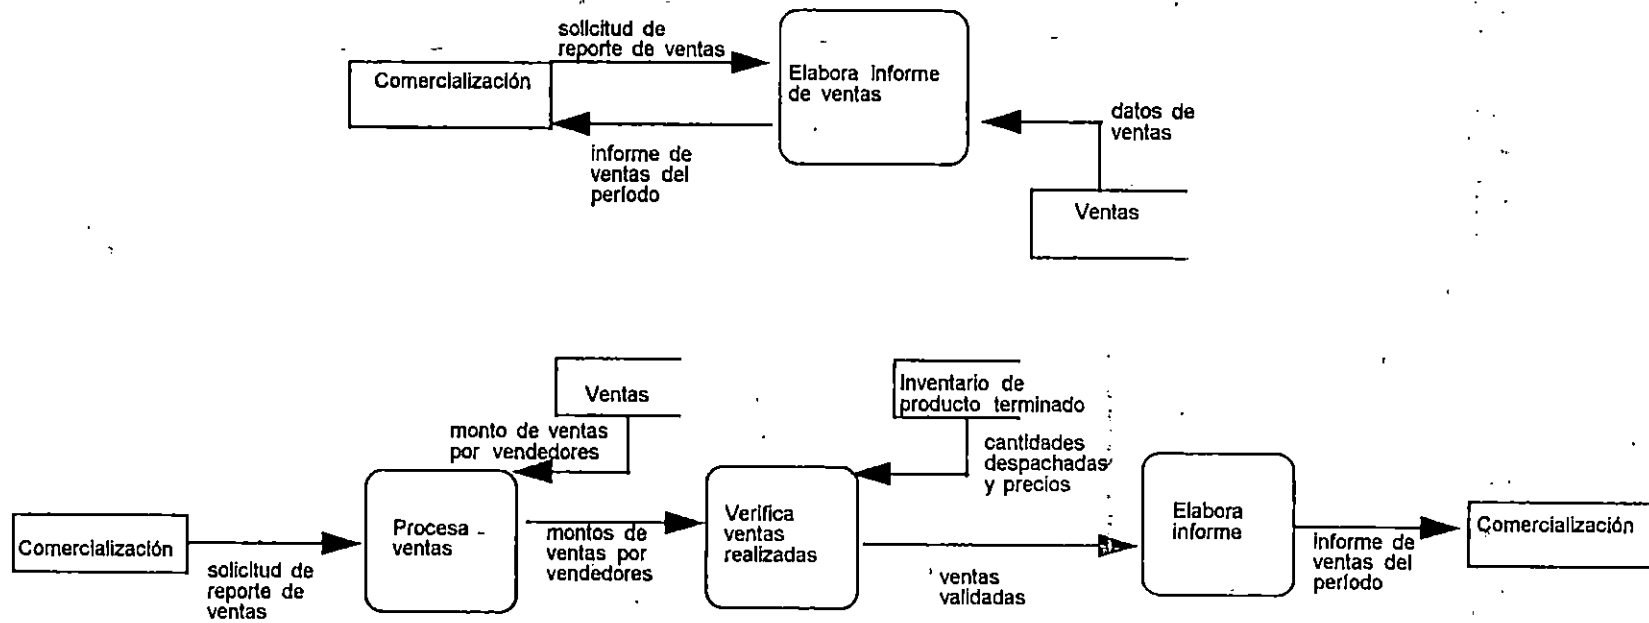 solicitud de
reporte de ventas
Comercialización
Elabora informe
de ventas
datos de
ventas
informe de
ventas del
período
Ventas
Ventas
Inventario de
producto terminado
monto de ventas
por vendedores
cantidades
despachadas
y precios
Comercialización
Procesa
ventas
montos de
ventas por
vendedores
Verifica
ventas
realizadas
Elabora
informe
Comercialización
solicitud de
reporte de
ventas
ventas
validadas
informe de
ventas del
período